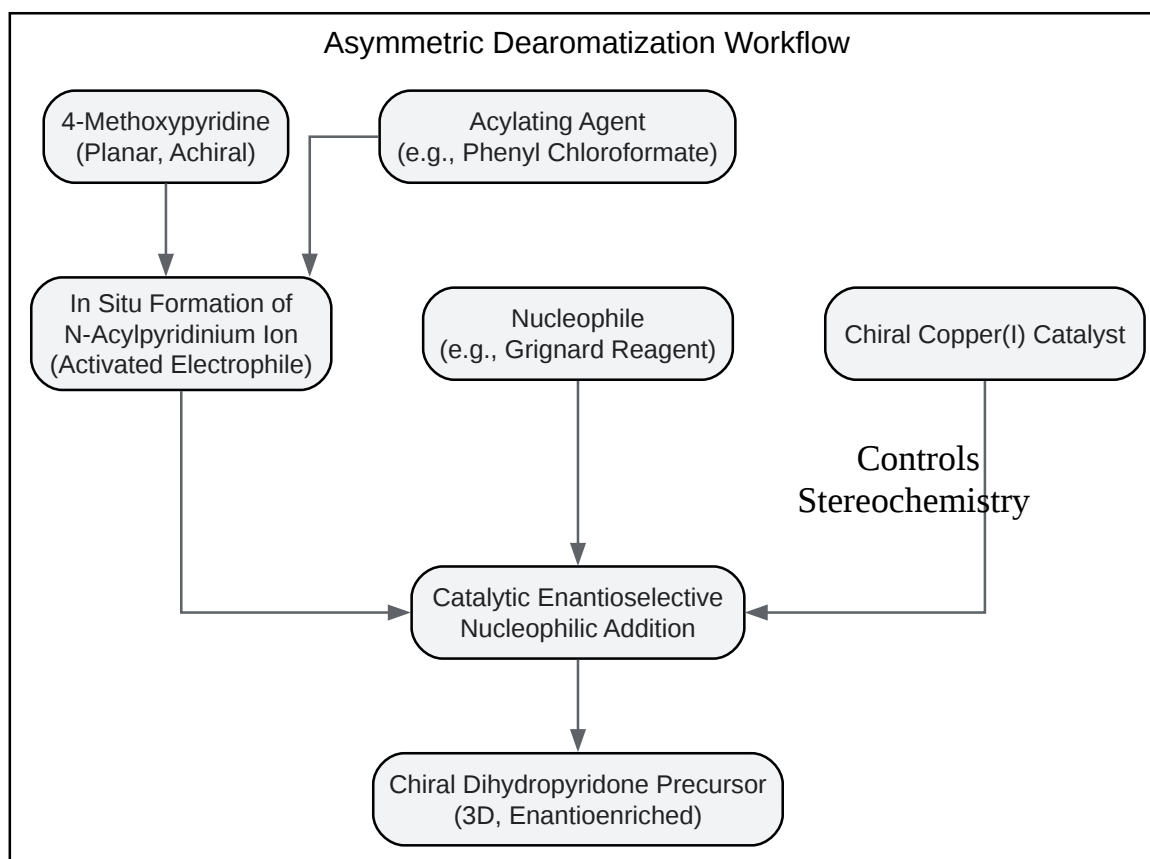 Asymmetric Dearomatization Workflow
4-Methoxypyridine
(Planar, Achiral)
Acylating Agent
(e.g., Phenyl Chloroformate)
In Situ Formation of
N-Acylpyridinium Ion
(Activated Electrophile)
Nucleophile
(e.g., Grignard Reagent)
Chiral Copper(I) Catalyst
Controls
Stereochemistry
Catalytic Enantioselective
Nucleophilic Addition
Chiral Dihydropyridone Precursor
(3D, Enantioenriched)